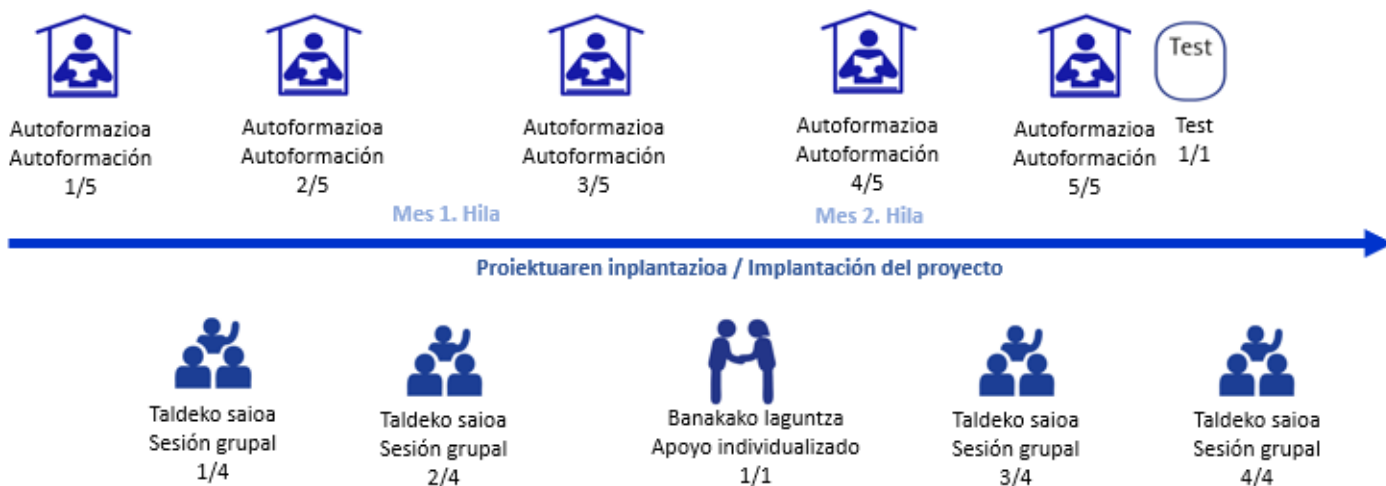 Autoformazioa
Autoformación
1/5
Autoformazioa
Autoformación
2/5
Autoformazioa
Autoformación
3/5
Autoformazioa
Autoformación
4/5
Autoformazioa
Autoformación
5/5
Test
Test
1/1
Mes 1. Hila
Mes 2. Hila
Proiektuaren inplantazioa / Implantación del proyecto
Taldeko saioa
Sesión grupal
1/4
Taldeko saioa
Sesión grupal
2/4
Banakako laguntza
Apoyo individualizado
1/1
Taldeko saioa
Sesión grupal
3/4
Taldeko saioa
Sesión grupal
4/4